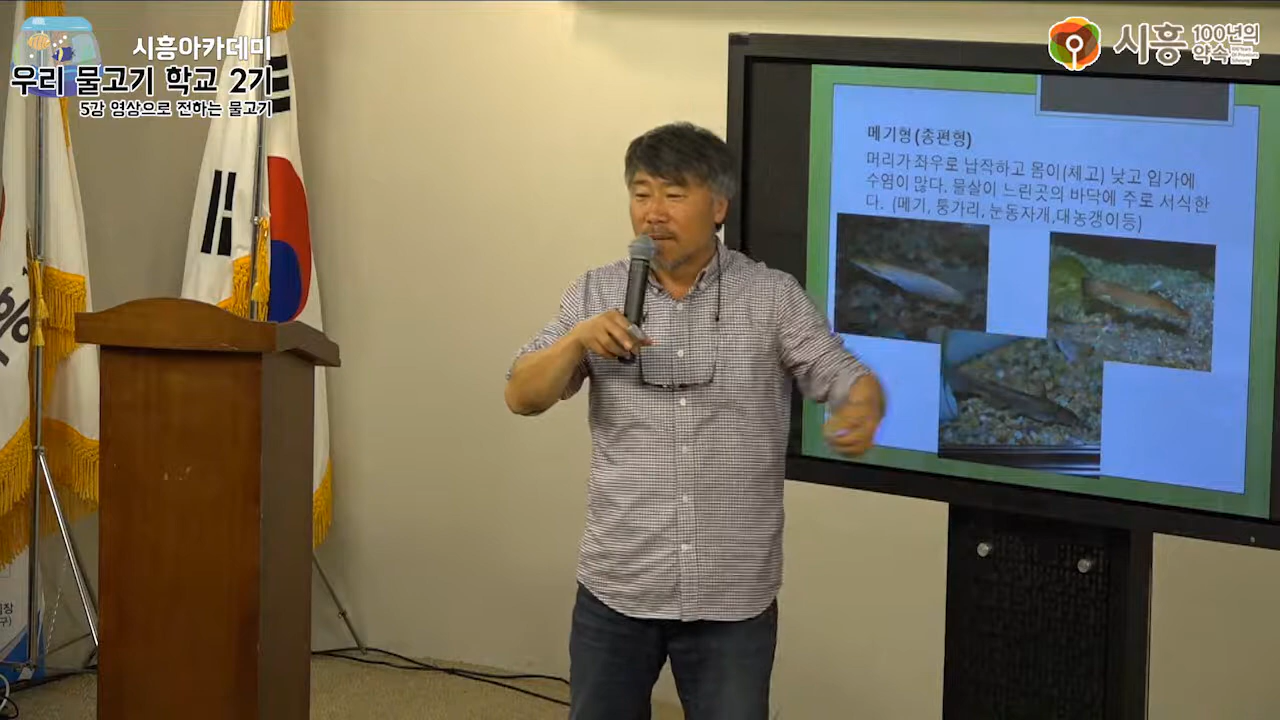 시흥아카데미
우리 물고기 학교 2기
5강 영상으로 전하는 물고기
시흥 100년의 약속
메기형(종편형)
머리가 좌우로 납작하고 몸이(체고) 낮고 입가에
수염이 많다. 물살이 느린곳의 바닥에 주로 서식한
다. (메기, 퉁가리, 눈동자개,대농갱이등)